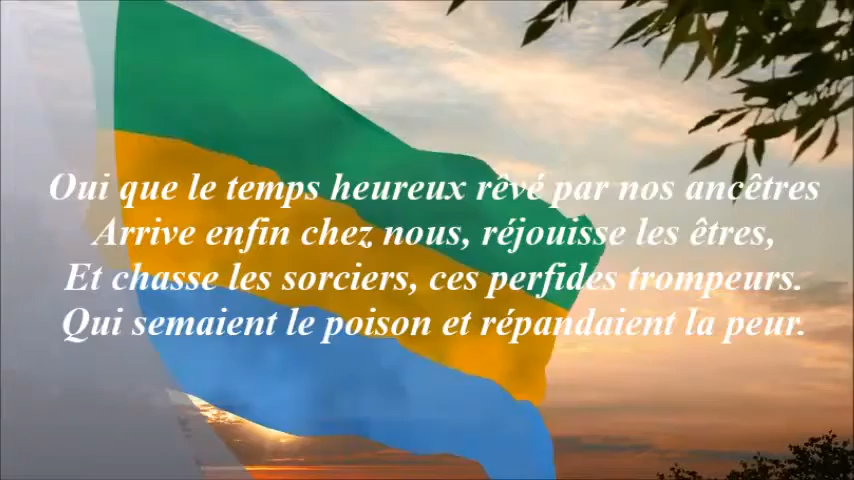 Oui que le temps heureux rêvé par nos ancêtres
Arrive enfin chez nous, réjouisse les êtres,
Et chasse les sorciers, ces perfides trompeurs.
Qui semaient le poison et répandaient la peur.